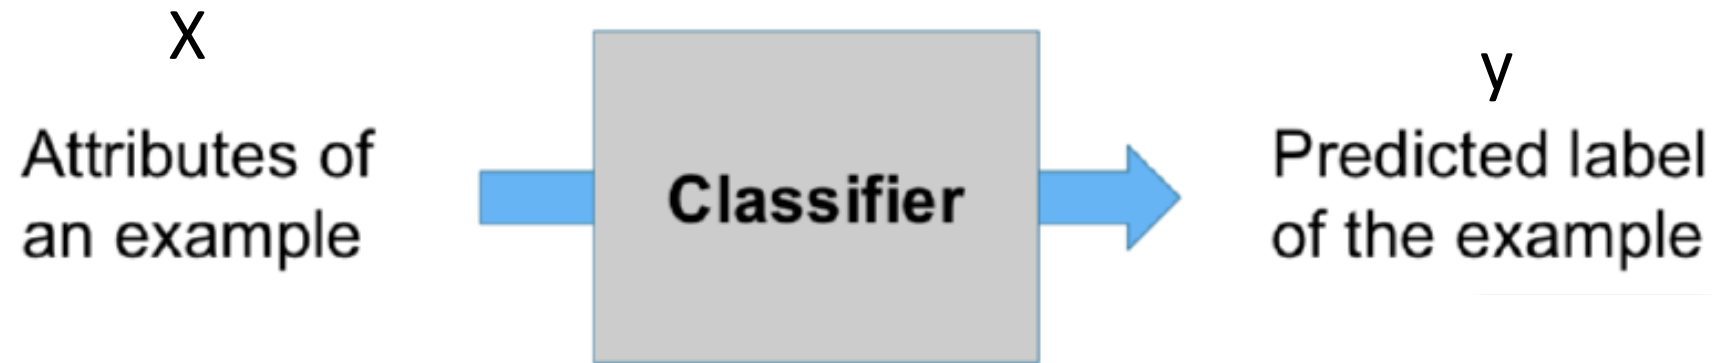 X
Attributes of
an example
Classifier
y
Predicted label
of the example